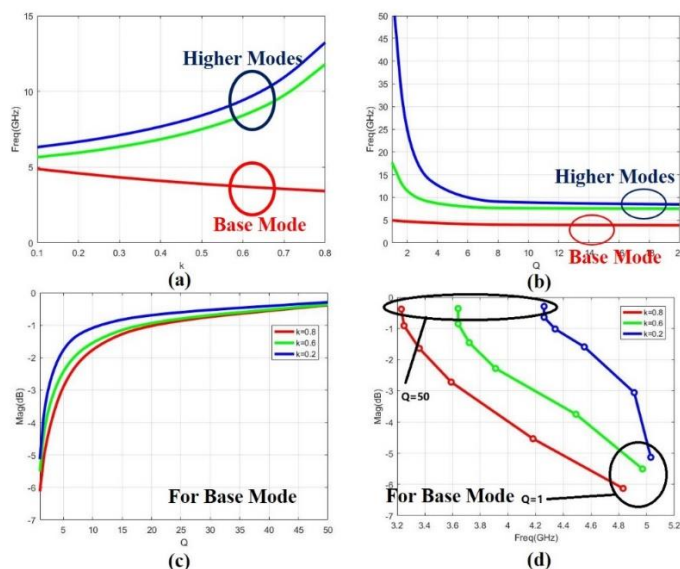 15
10
5
0
Freq(GHz)
Higher Modes
Base Mode
0.1
0.2
0.3
0.4
0.5
0.6
0.7
0.8
k
(a)
50
45
40
35
30
25
20
15
10
5
0
Freq(GHz)
Higher Modes
Base Mode
2
4
6
8
10
12
14
16
18
20
Q
(b)
0
-1
-2
-3
-4
-5
-6
-7
Mag(dB)
k=0.8
k=0.6
k=0.2
For Base Mode
5
10
15
20
25
30
35
40
45
50
Q
(c)
0
-1
-2
-3
-4
-5
-6
-7
Mag(dB)
k=0.8
k=0.6
k=0.2
Q=50
For Base Mode
Q=1
3.2
3.4
3.6
3.8
4
4.2
4.4
4.6
4.8
5
5.2
Freq(GHz)
(d)